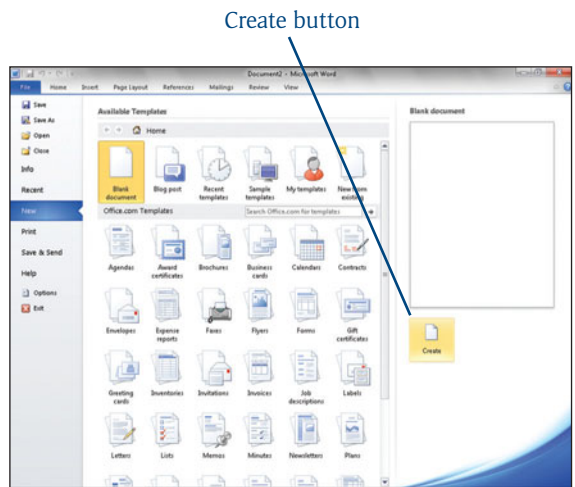 Create button
Document2 - Microsoft Word
File Home Insert Page Layout References Mailings Review View
Save
Save As
Open
Close
Info
Recent
New
Print
Save & Send
Help
Options
Exit
Available Templates
Home
Blank document
Blog post
Recent templates
Sample templates
My templates
New from existing
Office.com Templates
Search Office.com for templates
Agendas
Award certificates
Brochures
Business cards
Calendars
Contracts
Envelopes
Expense reports
Faxes
Flyers
Forms
Gift certificates
Greeting cards
Inventories
Invitations
Invoices
Job descriptions
Labels
Letters
Lists
Memos
Minutes
Newsletters
Plans
Blank document
Create